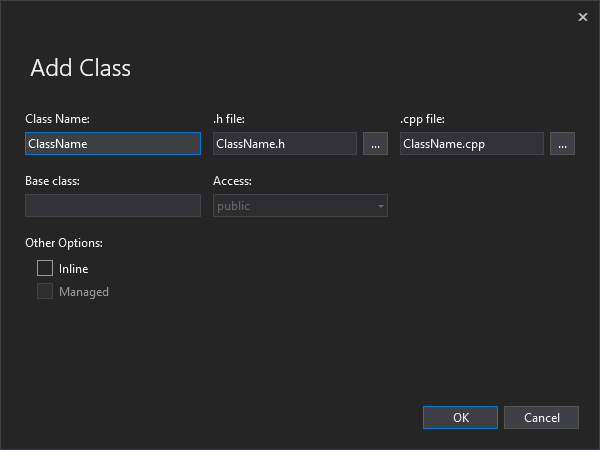 Add Class
Class Name: .h file: .cpp file:
ClassName ClassName.h ... ClassName.cpp ...
Base class: Access:
public
Other Options:
Inline
Managed
OK Cancel